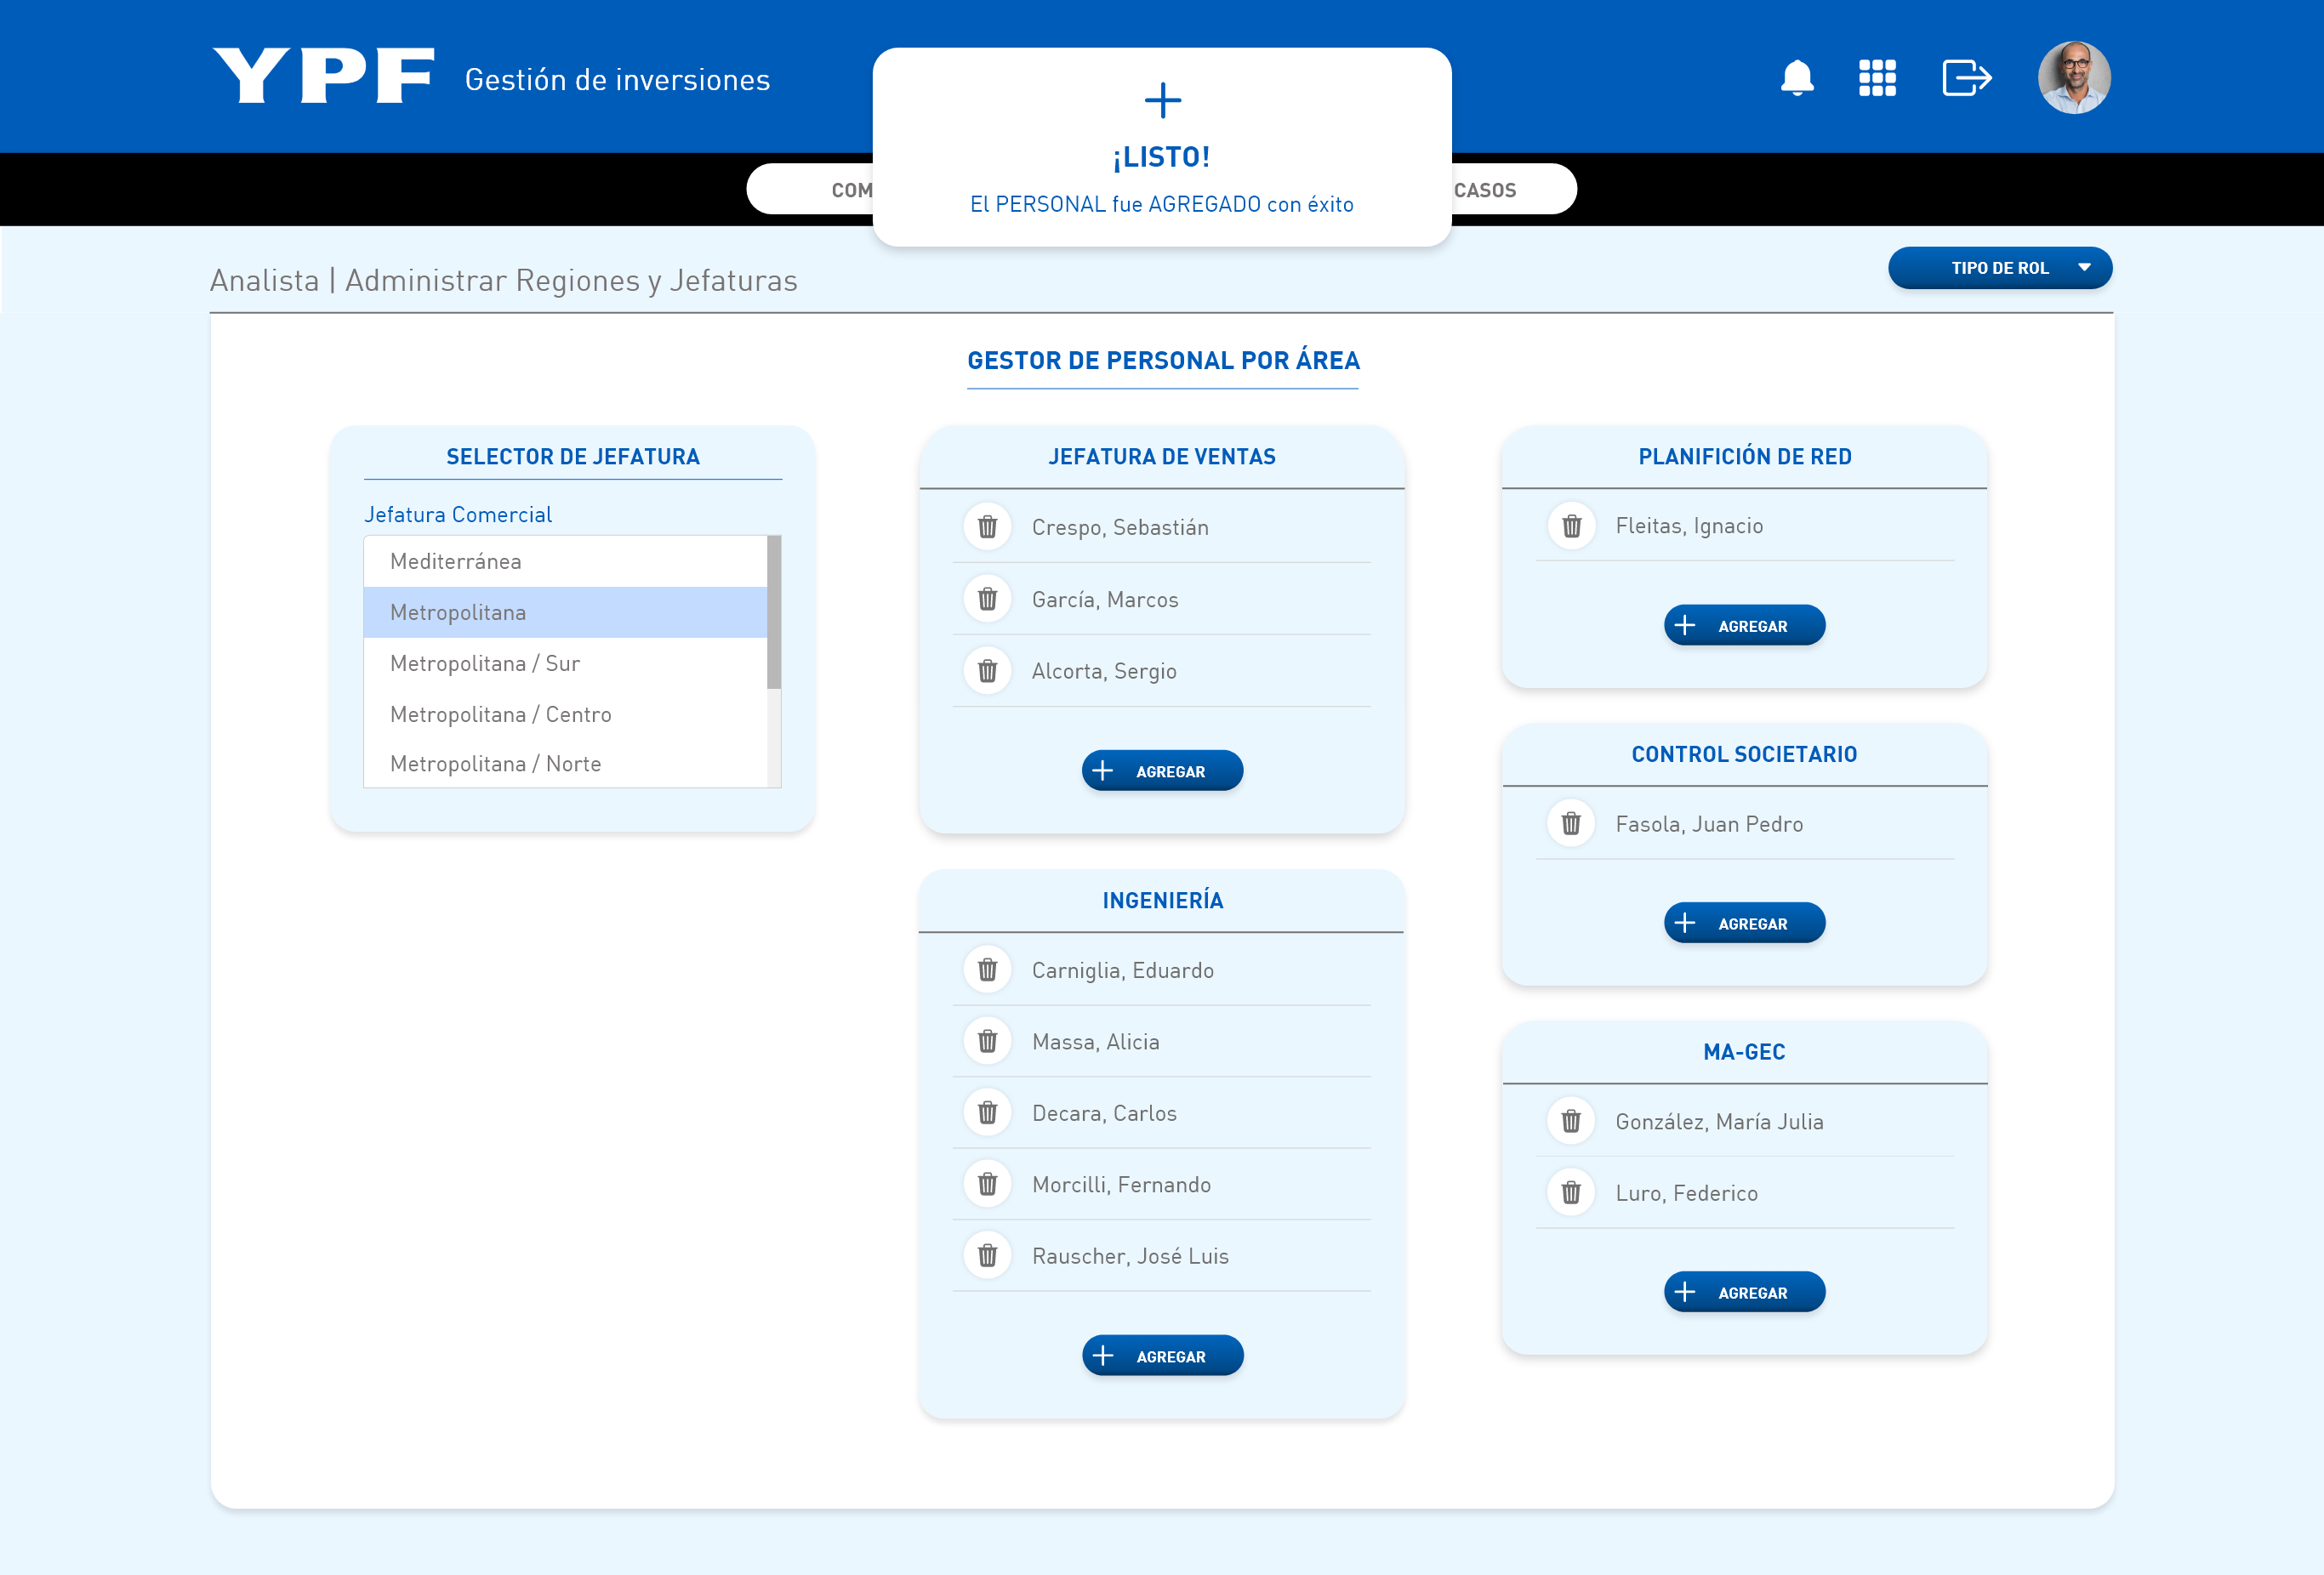 YPF Gestión de inversiones
¡LISTO!
El PERSONAL fue AGREGADO con éxito
COM
CASOS
Analista | Administrar Regiones y Jefaturas
TIPO DE ROL
GESTOR DE PERSONAL POR ÁREA
SELECTOR DE JEFATURA
Jefatura Comercial
Mediterránea
Metropolitana
Metropolitana / Sur
Metropolitana / Centro
Metropolitana / Norte
JEFATURA DE VENTAS
Crespo, Sebastián
García, Marcos
Alcorta, Sergio
AGREGAR
INGENIERÍA
Carniglia, Eduardo
Massa, Alicia
Decara, Carlos
Morcilli, Fernando
Rauscher, José Luis
AGREGAR
PLANIFICIÓN DE RED
Fleitas, Ignacio
AGREGAR
CONTROL SOCIETARIO
Fasola, Juan Pedro
AGREGAR
MA-GEC
González, María Julia
Luro, Federico
AGREGAR